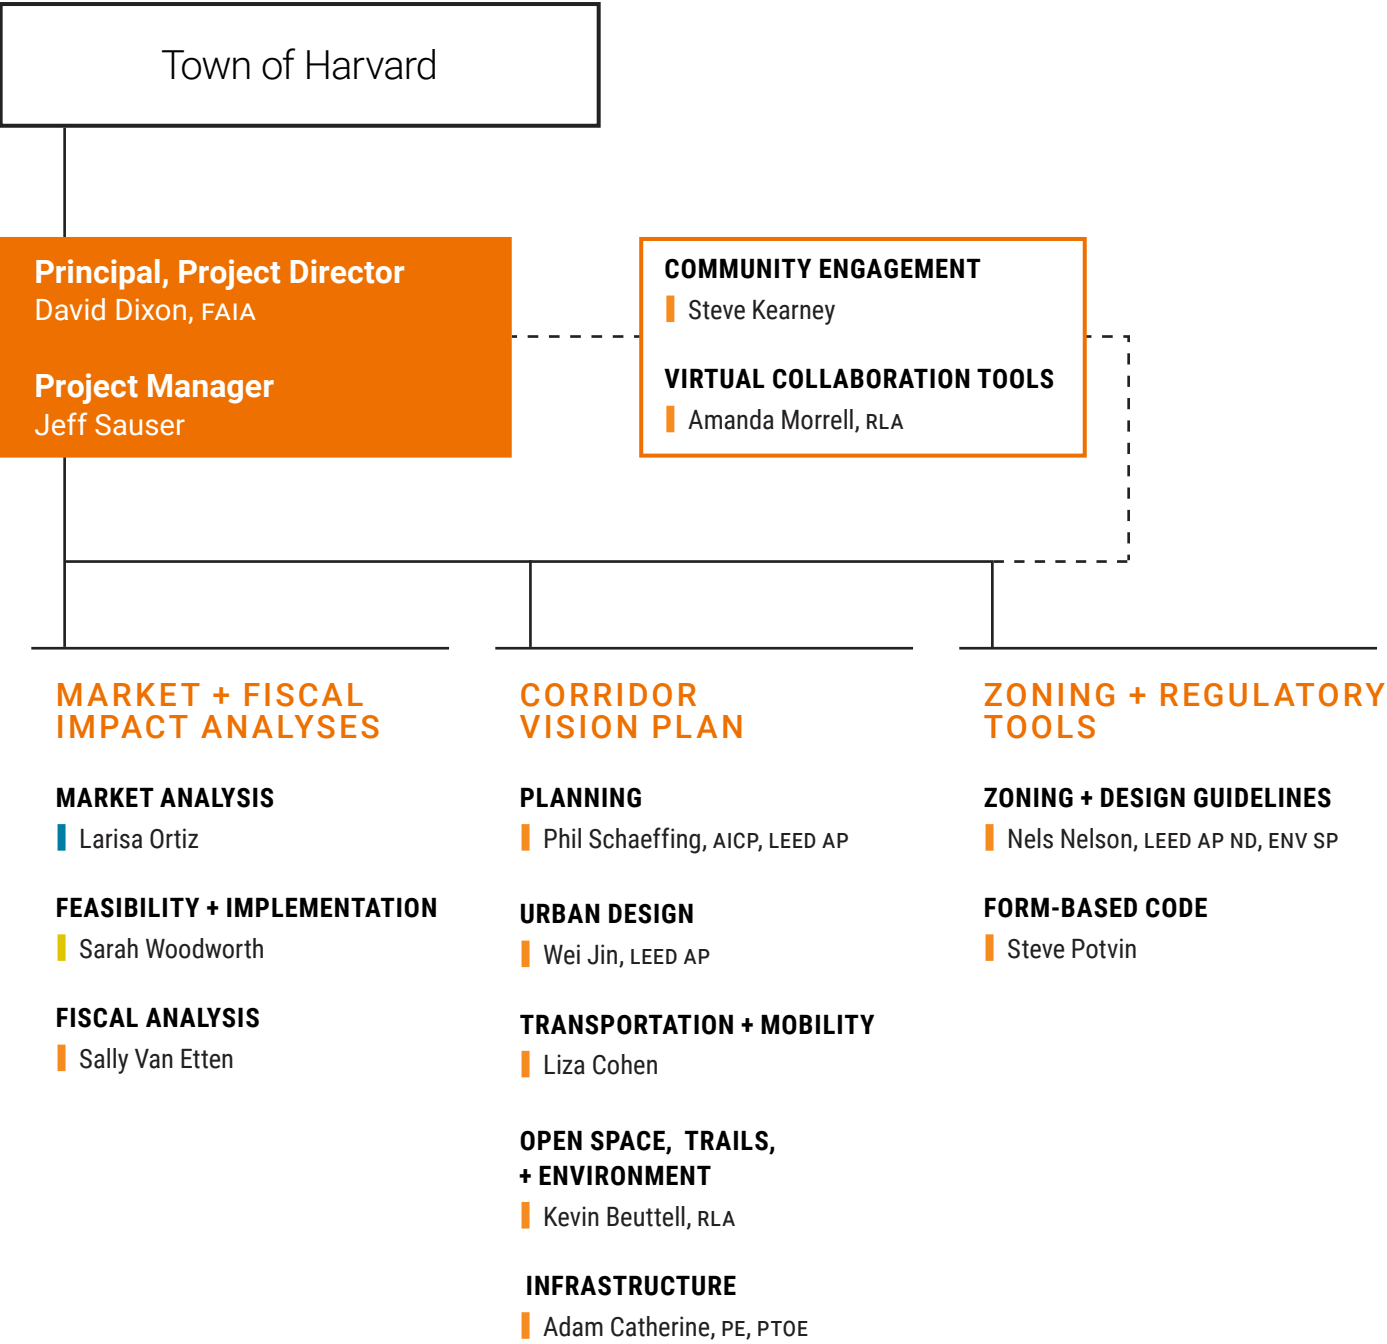 Town of Harvard
Principal, Project Director
David Dixon, FAIA
Project Manager
Jeff Sauser
COMMUNITY ENGAGEMENT
Steve Kearney
VIRTUAL COLLABORATION TOOLS
Amanda Morrell, RLA
MARKET + FISCAL
IMPACT ANALYSES
MARKET ANALYSIS
Larisa Ortiz
FEASIBILITY + IMPLEMENTATION
Sarah Woodworth
FISCAL ANALYSIS
Sally Van Etten
CORRIDOR
VISION PLAN
PLANNING
Phil Schaeffing, AICP, LEED AP
URBAN DESIGN
Wei Jin, LEED AP
TRANSPORTATION + MOBILITY
Liza Cohen
OPEN SPACE, TRAILS,
+ ENVIRONMENT
Kevin Beuttell, RLA
INFRASTRUCTURE
Adam Catherine, PE, PTOE
ZONING + REGULATORY
TOOLS
ZONING + DESIGN GUIDELINES
Nels Nelson, LEED AP ND, ENV SP
FORM-BASED CODE
Steve Potvin